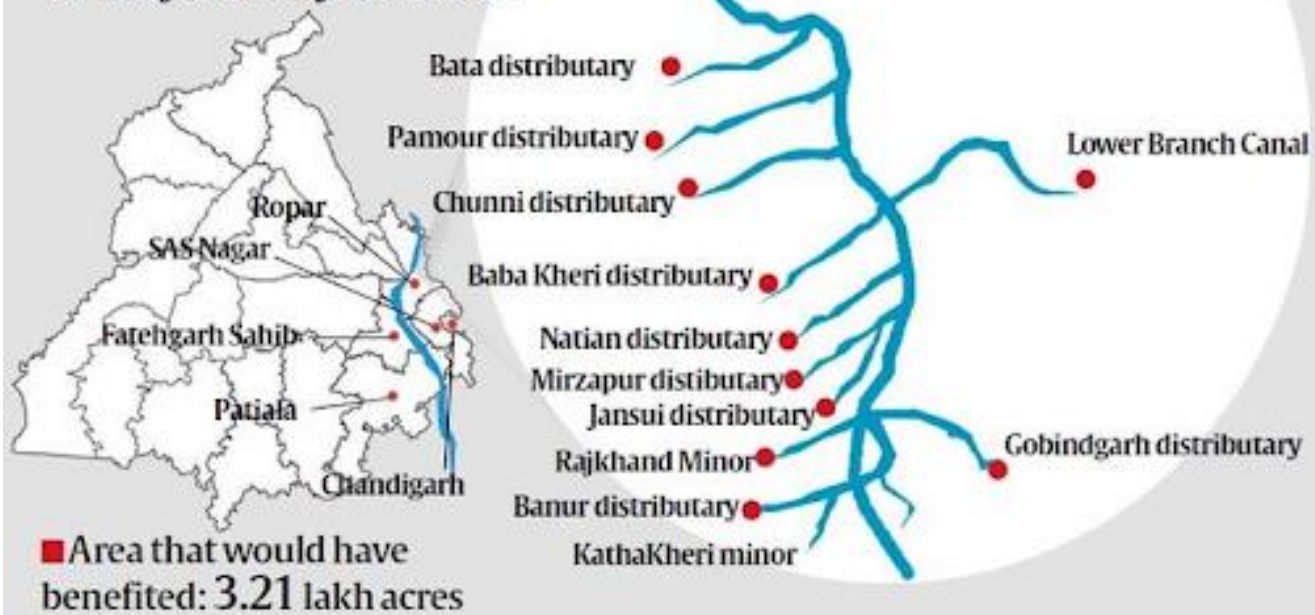 Bata distributary
Pamour distributary
Lower Branch Canal
Chunni distributary
Ropar
SAS Nagar
Baba Kheri distributary
Fatehgarh Sahib
Natian distributary
Mirzapur distibutary
Patiala
Jansui distributary
Gobindgarh distributary
Rajkhand Minor
Chandigarh
Banur distributary
KathaKheri minor
Area that would have
benefited: 3.21 lakh acres